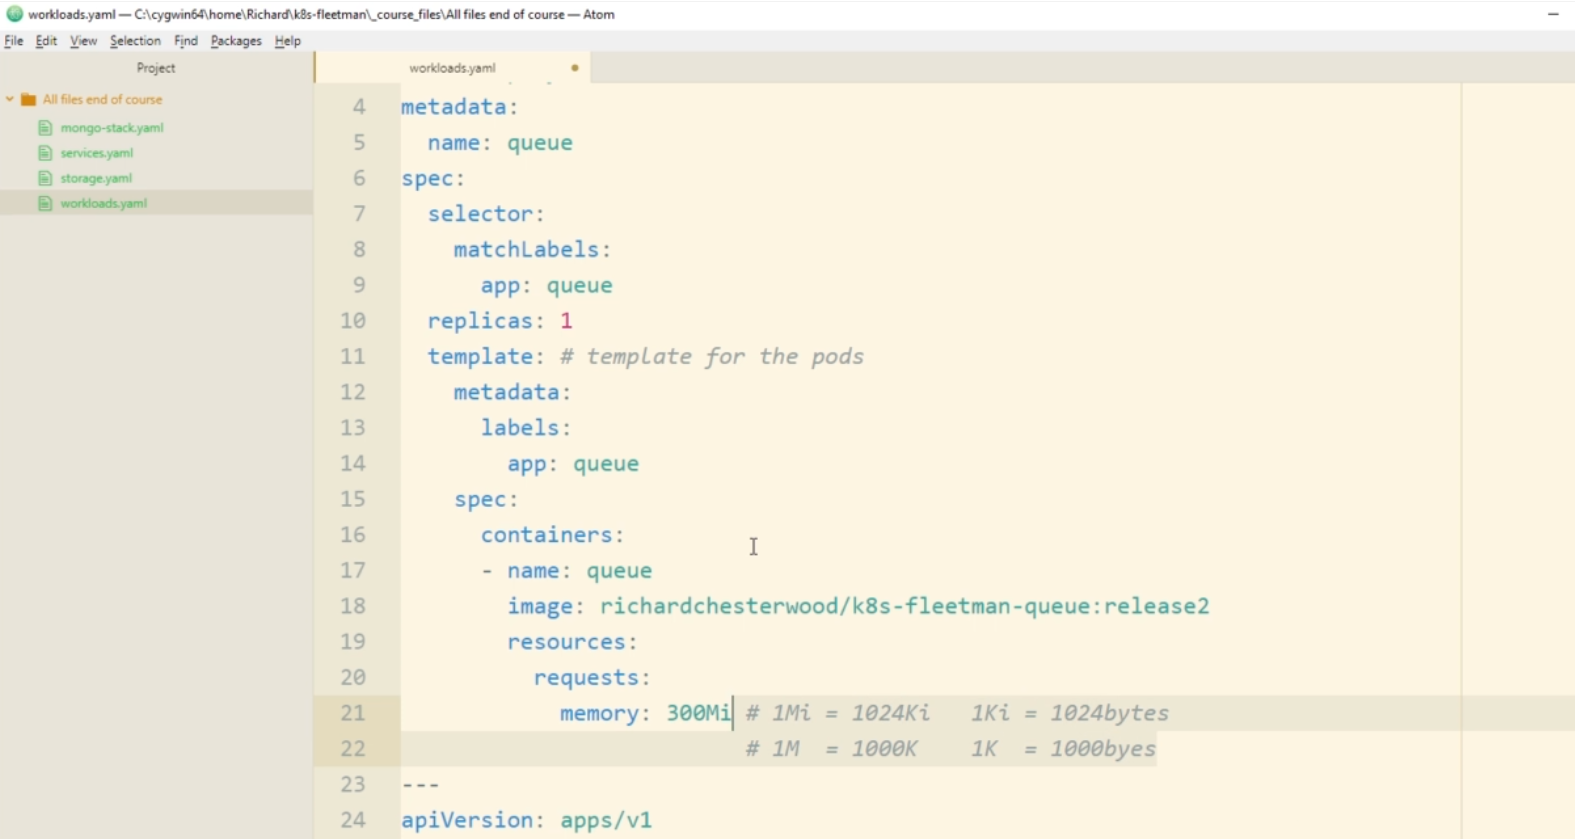 workloads.yaml — C:\cygwin64\home\Richard\k8s-fleetman\_course_files\All files end of course — Atom
File Edit View Selection Find Packages Help
Project
workloads.yaml
All files end of course
mongo-stack.yaml
services.yaml
storage.yaml
workloads.yaml
4 metadata:
5   name: queue
6 spec:
7   selector:
8     matchLabels:
9       app: queue
10   replicas: 1
11   template: # template for the pods
12     metadata:
13       labels:
14         app: queue
15     spec:
16       containers:
17       - name: queue
18         image: richardchesterwood/k8s-fleetman-queue:release2
19         resources:
20           requests:
21             memory: 300Mi # 1Mi = 1024Ki   1Ki = 1024bytes
22                           # 1M  = 1000K    1K  = 1000byes
23 ---
24 apiVersion: apps/v1